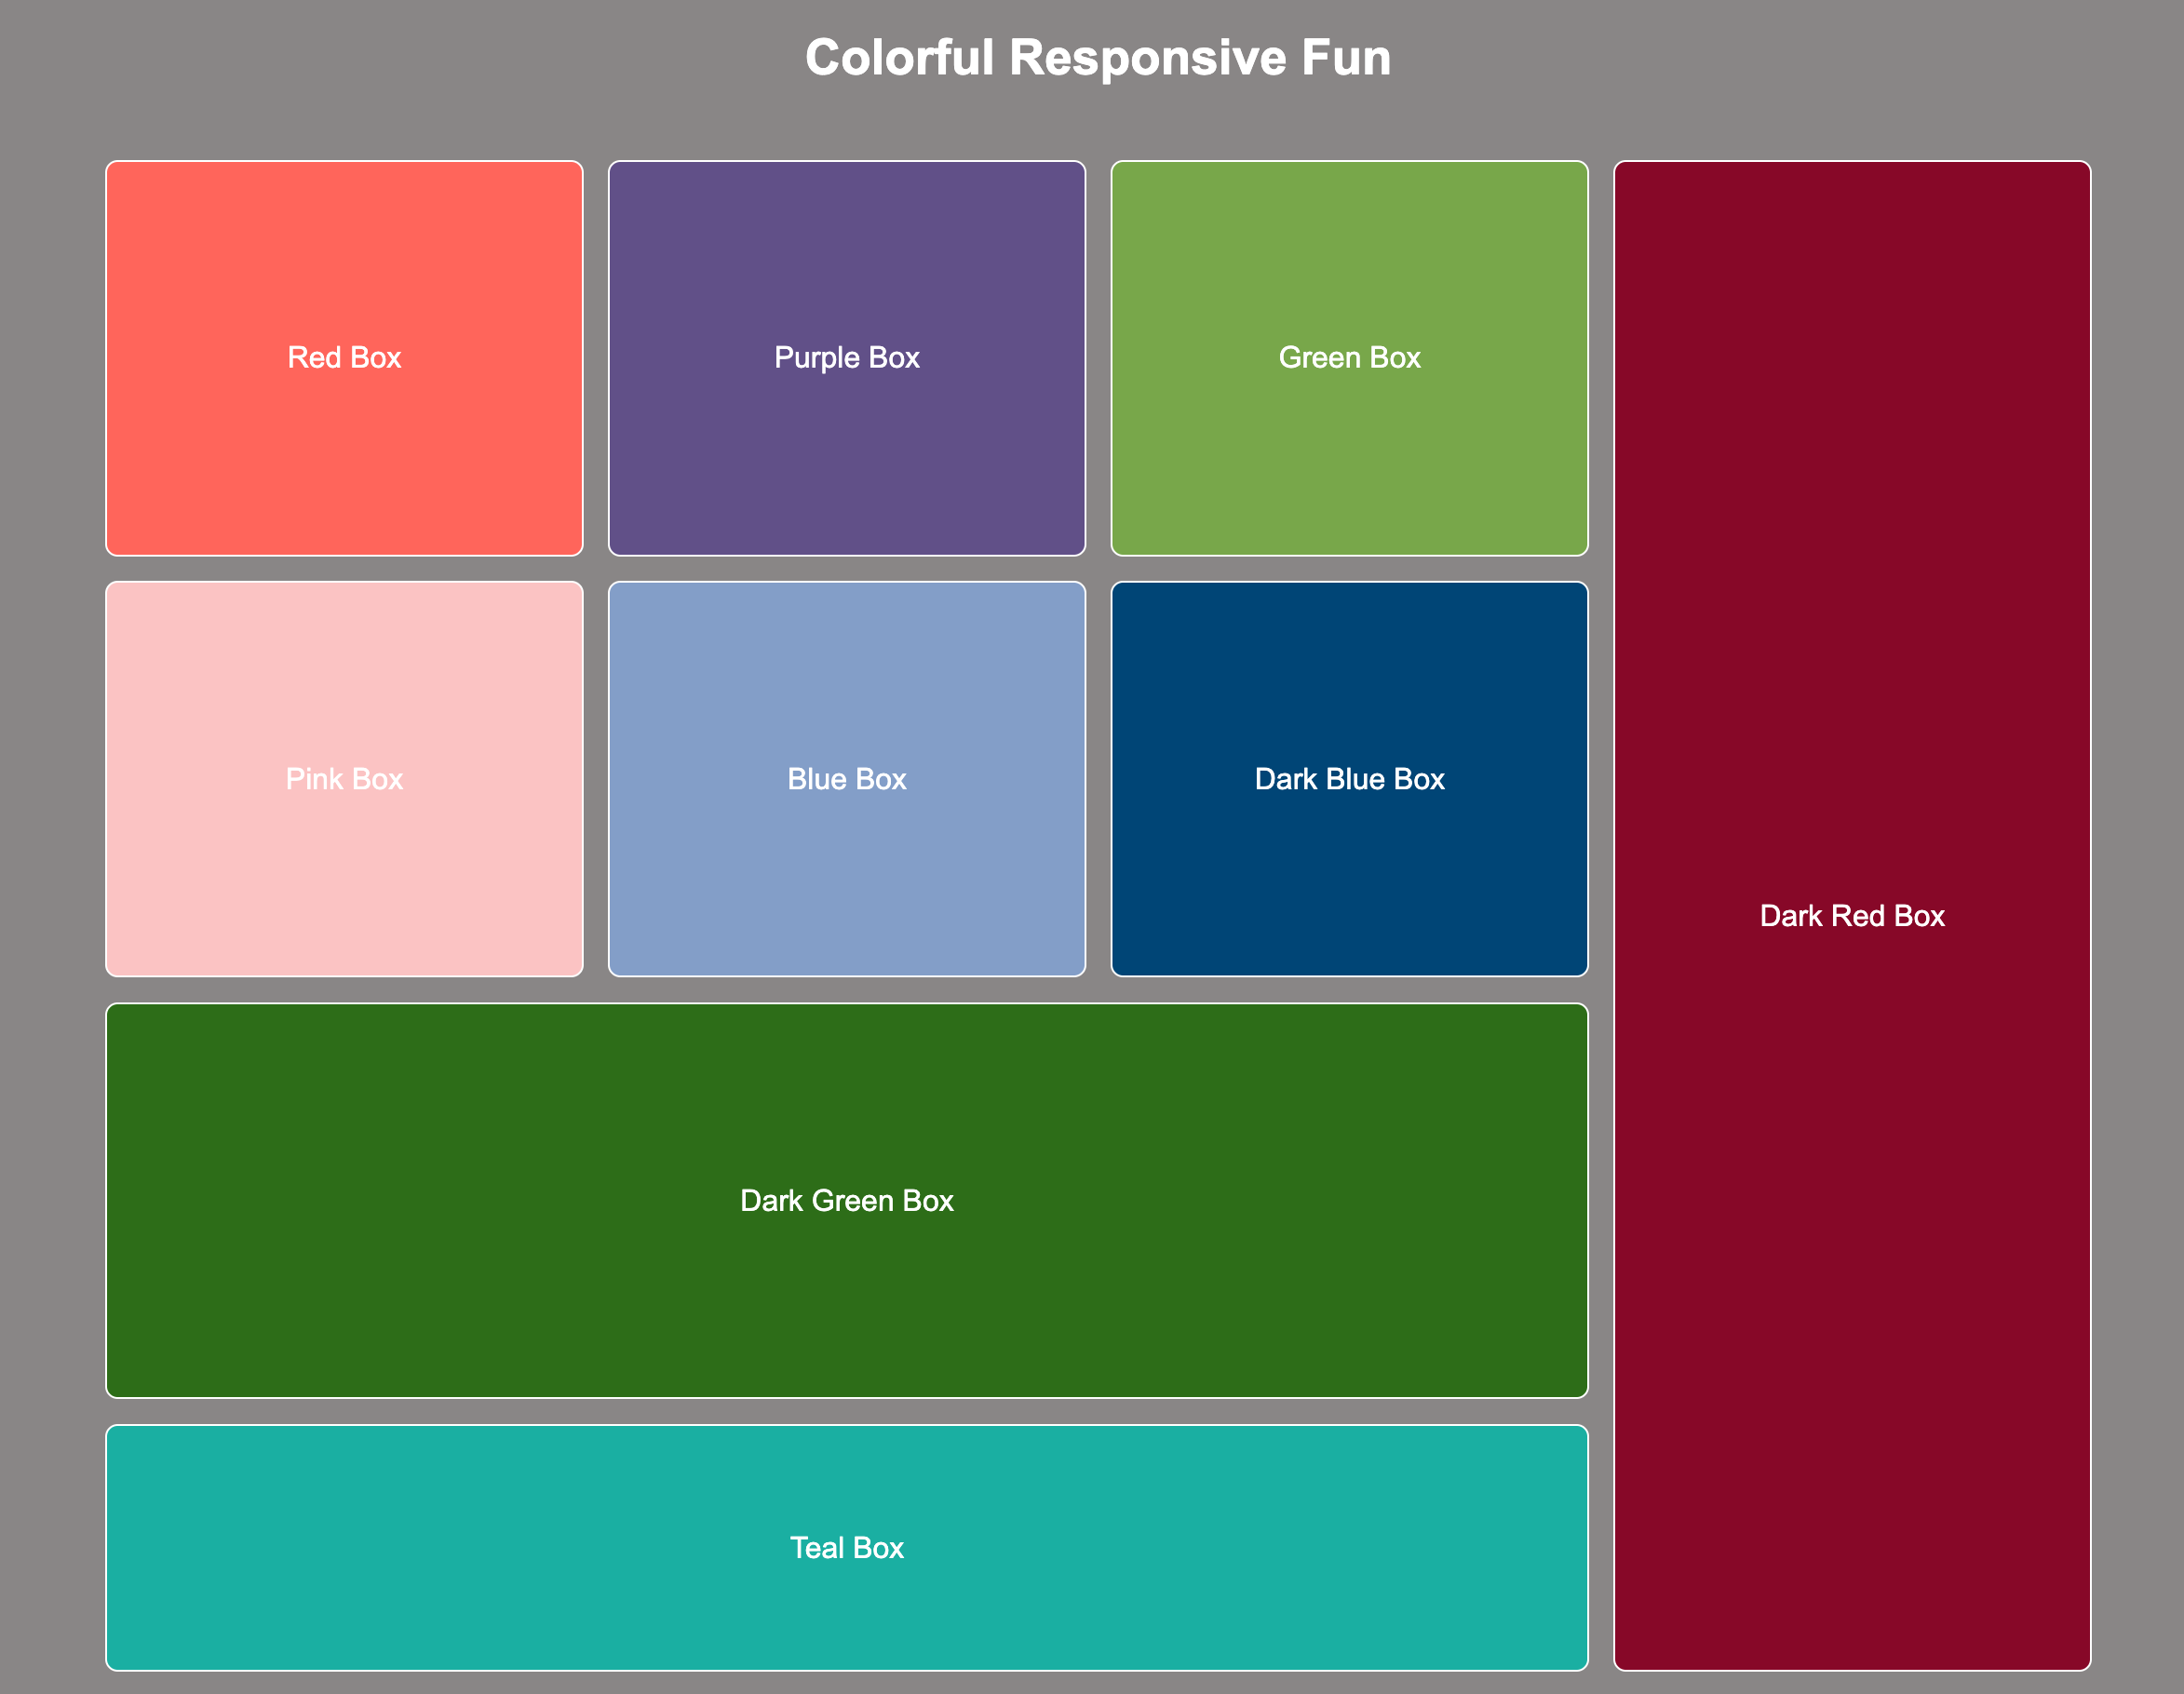 Colorful Responsive Fun
Red Box
Purple Box
Green Box
Pink Box
Blue Box
Dark Blue Box
Dark Red Box
Dark Green Box
Teal Box